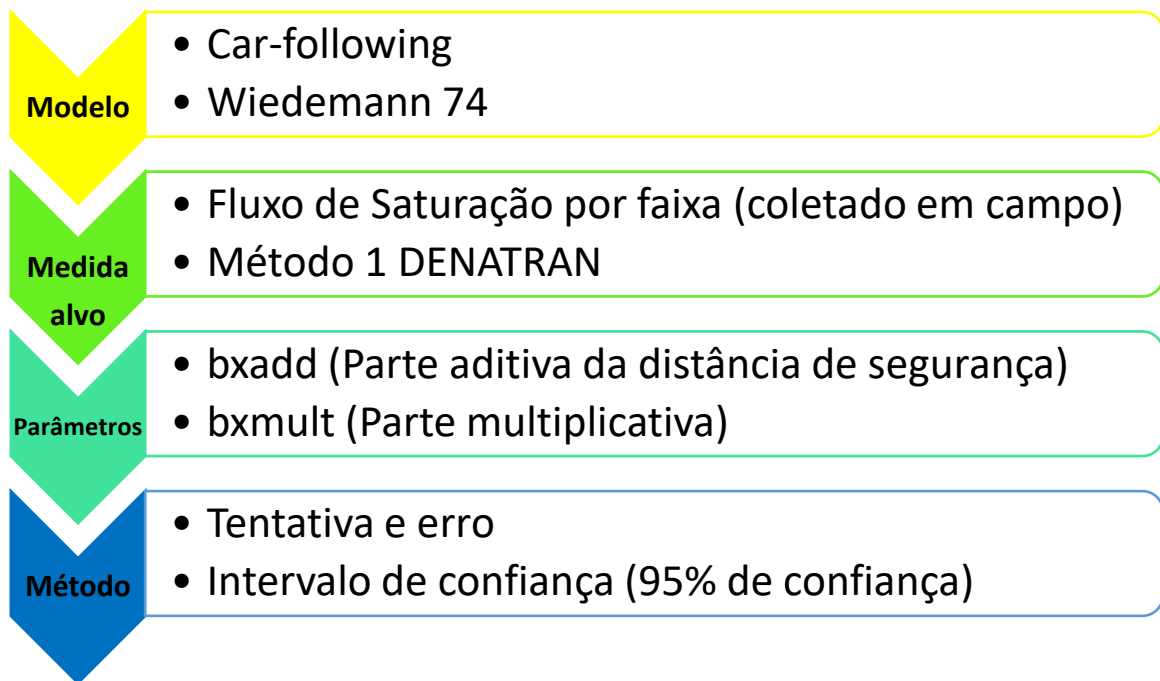 Modelo
• Car-following
• Wiedemann 74
Medida
alvo
• Fluxo de Saturação por faixa (coletado em campo)
• Método 1 DENATRAN
Parâmetros
• bxadd (Parte aditiva da distância de segurança)
• bxmult (Parte multiplicativa)
Método
• Tentativa e erro
• Intervalo de confiança (95% de confiança)